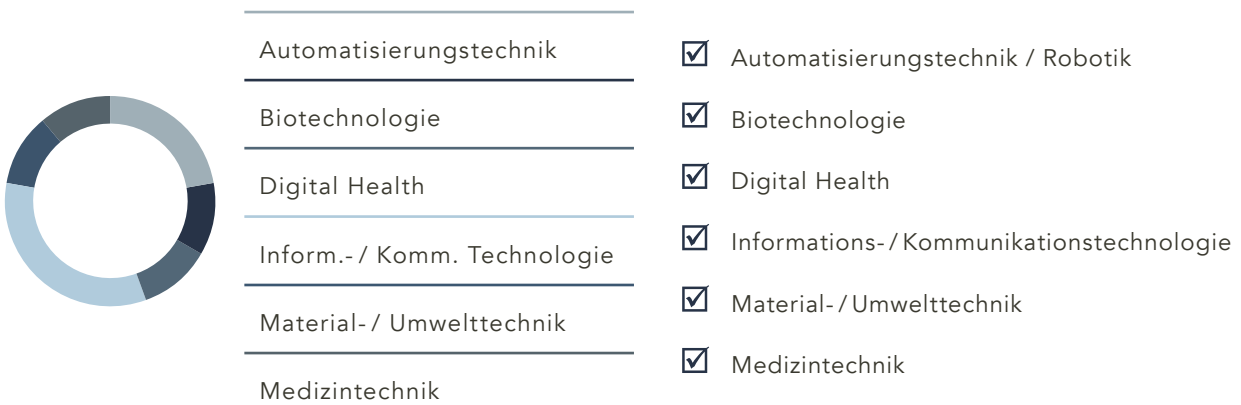 Automatisierungstechnik
Biotechnologie
Digital Health
Inform.- / Komm. Technologie
Material- / Umwelttechnik
Medizintechnik
Automatisierungstechnik / Robotik
Biotechnologie
Digital Health
Informations- / Kommunikationstechnologie
Material- / Umwelttechnik
Medizintechnik